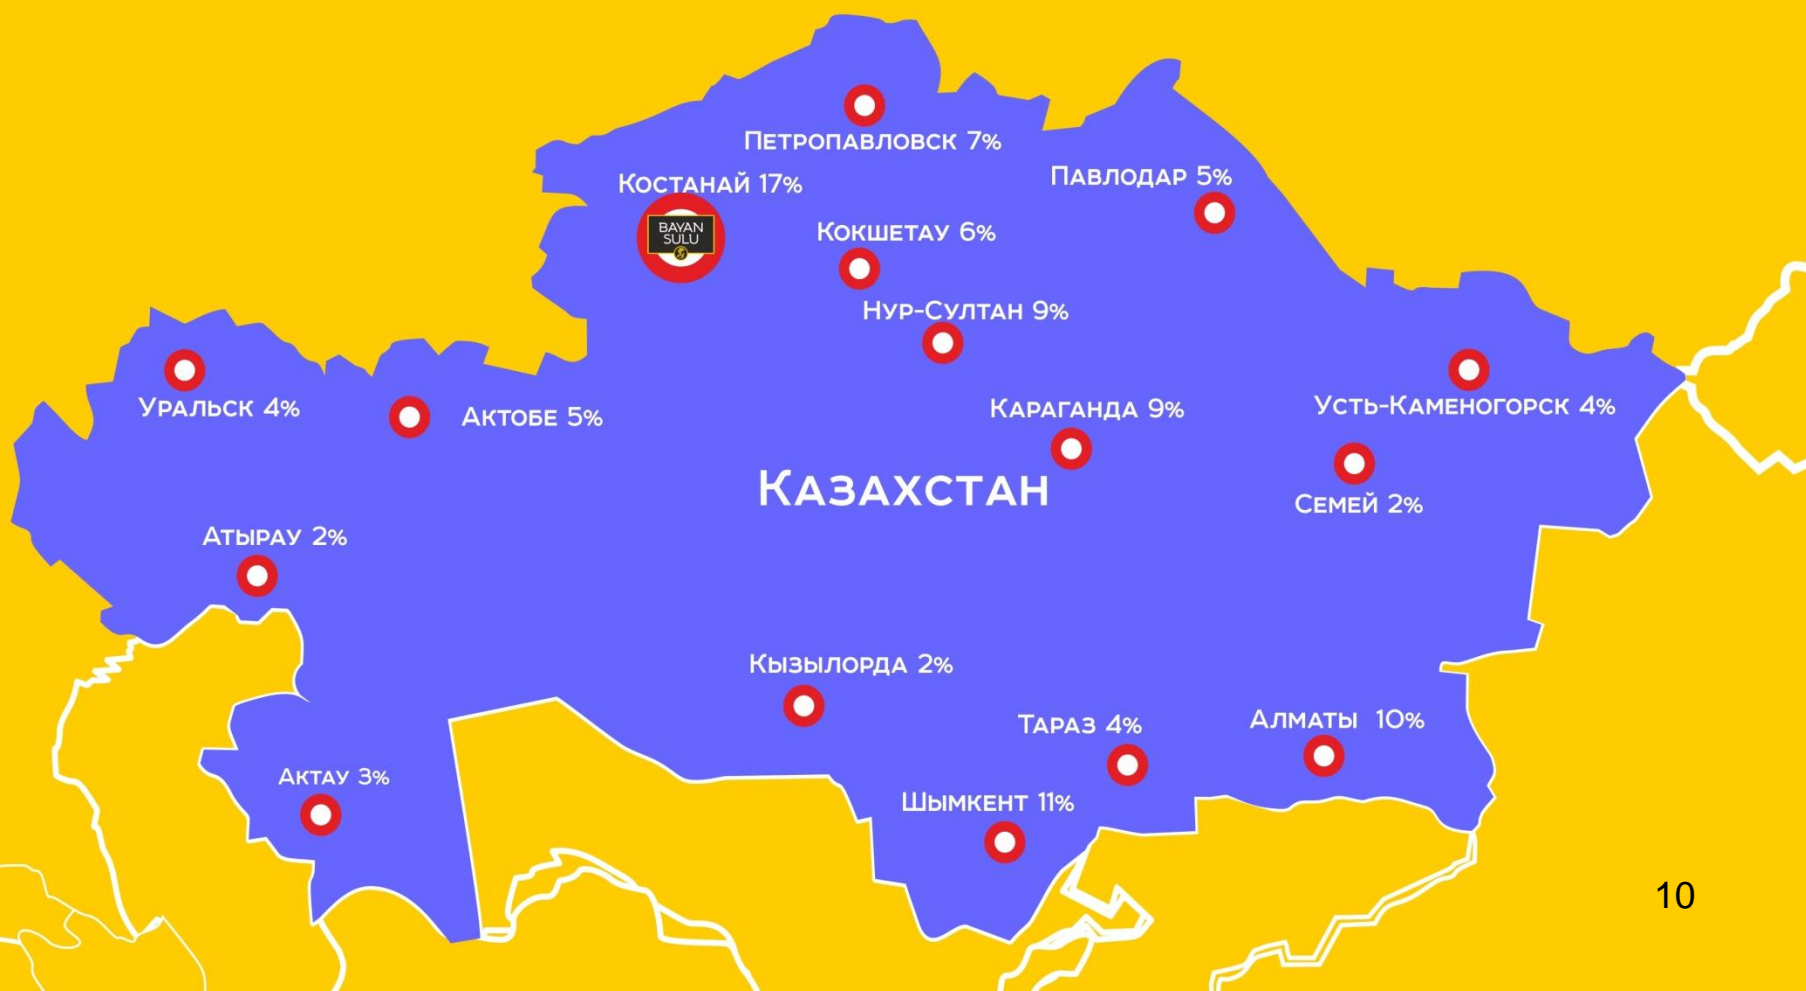 Петропавловск 7%
Костанай 17%
Павлодар 5%
BAYAN
SULU
Кокшетау 6%
Нур-Султан 9%
Уральск 4%
Актобе 5%
Караганда 9%
Усть-Каменогорск 4%
Казахстан
Семей 2%
Атырау 2%
Кызылорда 2%
Тараз 4%
Алматы 10%
Актау 3%
Шымкент 11%
10